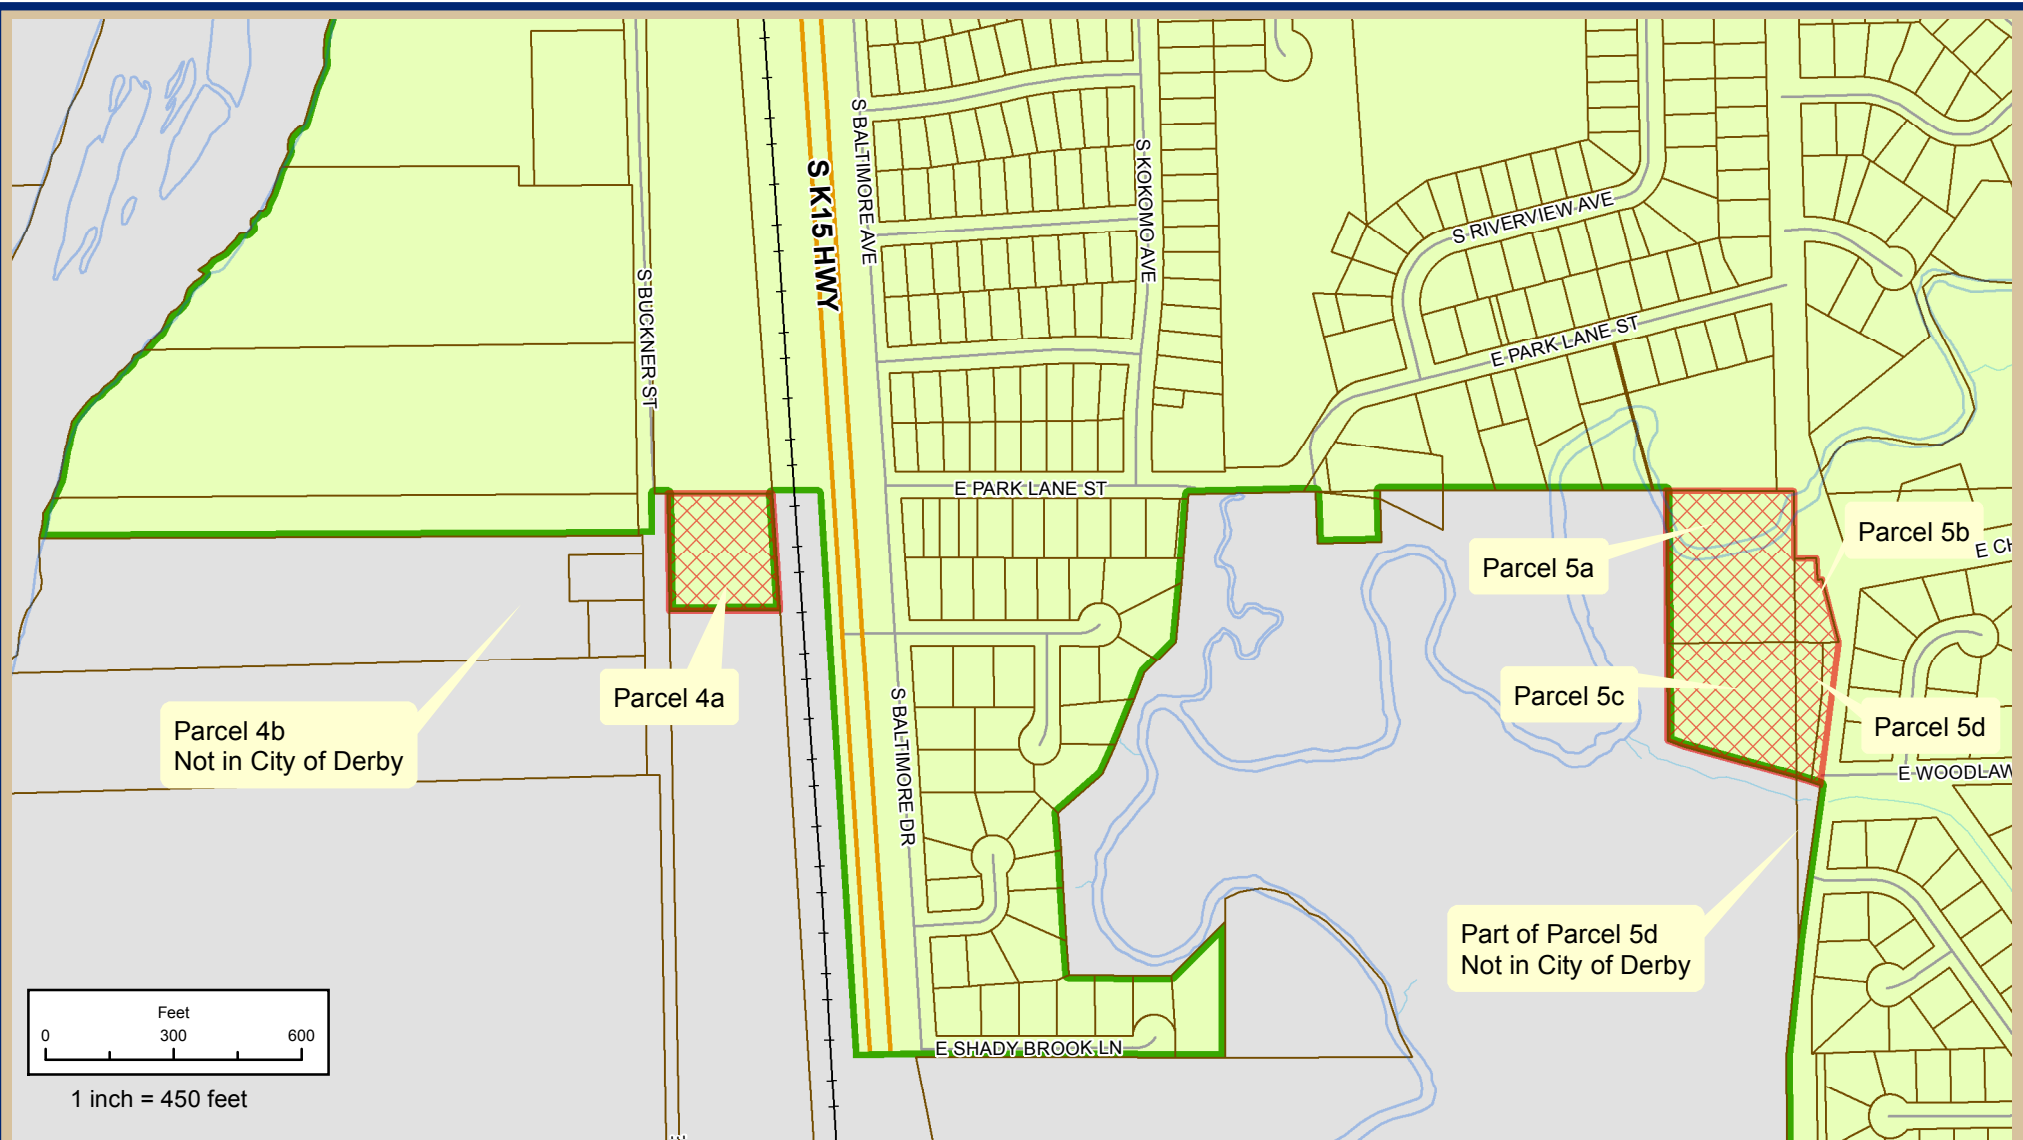 S BALTIMORE AVE
S KOKOMO AVE
S K15 HWY
S RIVERVIEW AVE
S BUCKNER ST
E PARK LANE ST
E PARK LANE ST
Parcel 5b
E CH
Parcel 5a
Parcel 5c
Parcel 4a
Parcel 5d
Parcel 4b
Not in City of Derby
S BALTIMORE DR
E WOODLAW
Part of Parcel 5d
Not in City of Derby
Feet
0 300 600
E SHADY BROOK LN
1 inch = 450 feet